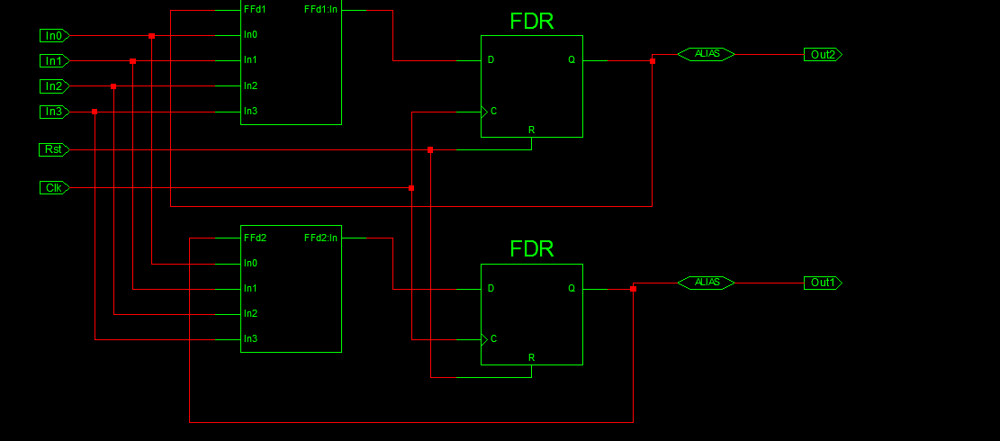 FFd1 FFd1:In
In0
In1
In2
In3
FDR
D Q
C
R
ALIAS
Out2
In0
In1
In2
In3
Rst
Clk
FFd2 FFd2:In
In0
In1
In2
In3
FDR
D Q
C
R
ALIAS
Out1